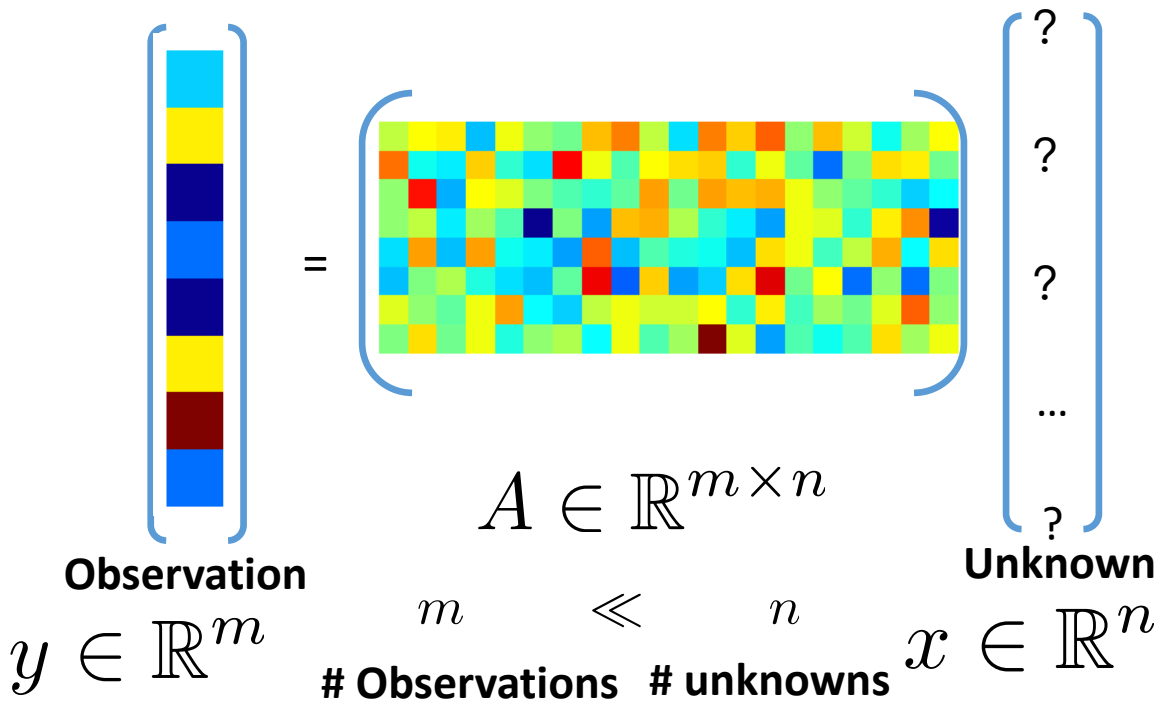 ?
?
=
?
...
?
A ∈ ℝ^{m×n}
Observation
Unknown
y ∈ ℝ^m
m ≪ n
x ∈ ℝ^n
# Observations # unknowns